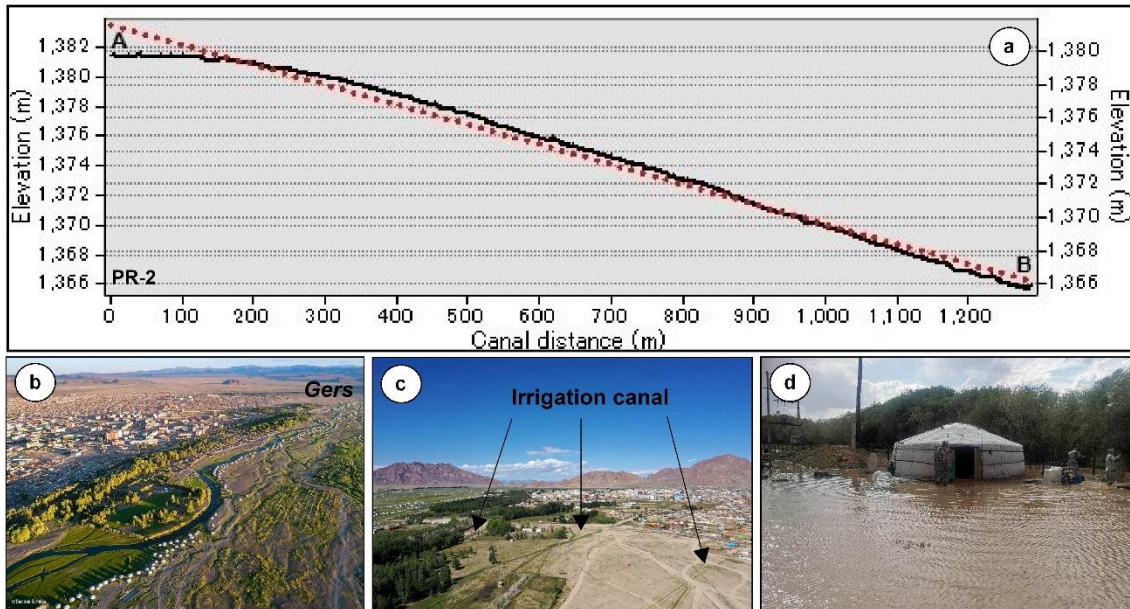 a
A
1,382
1,380
1,378
1,376
1,374
1,372
1,370
1,368
1,366
Elevation (m)
1,380
1,378
1,376
1,374
1,372
1,370
1,368
1,366
Elevation (m)
B
PR-2
0 100 200 300 400 500 600 700 800 900 1,000 1,100 1,200
Canal distance (m)
b
Gers
c
Irrigation canal
d